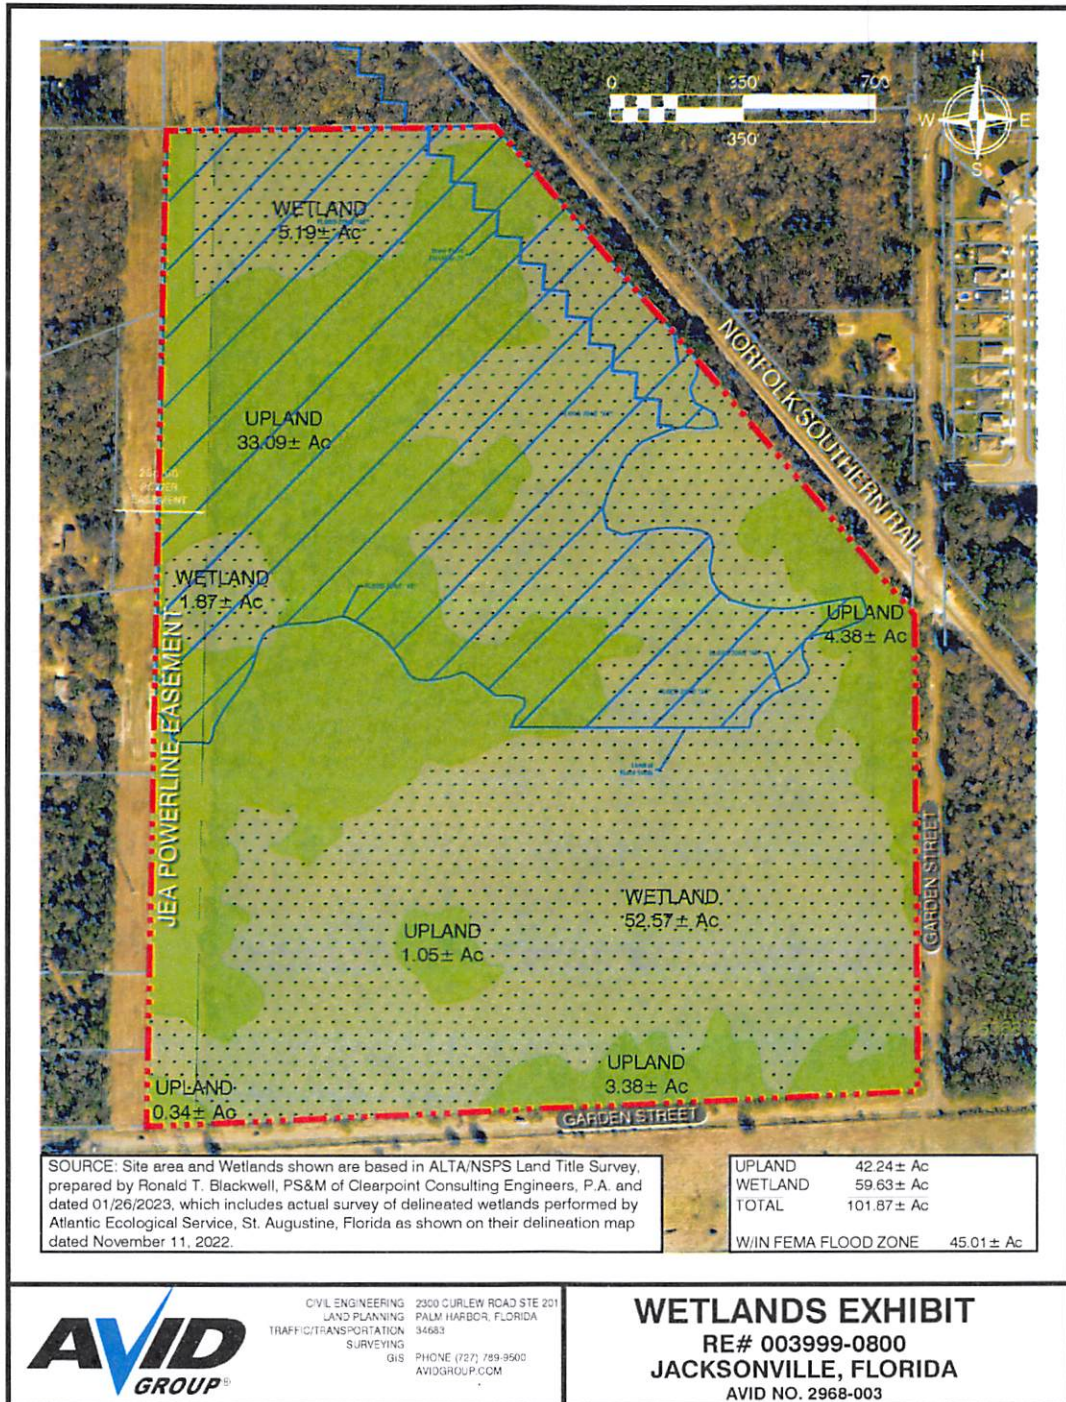 N
0 350' 700'
W E
350'
S
WETLAND
5.19± Ac
NORFOLK SOUTHERN RAIL
UPLAND
33.09± Ac
WETLAND
1.87± Ac
UPLAND
4.38± Ac
JEA POWERLINE EASEMENT
GARDEN STREET
WETLAND
52.57± Ac
UPLAND
1.05± Ac
UPLAND
3.38± Ac
UPLAND
0.34± Ac
GARDEN STREET
SOURCE: Site area and Wetlands shown are based in ALTA/NSPS Land Title Survey,
prepared by Ronald T. Blackwell, PS&M of Clearpoint Consulting Engineers, P.A. and
dated 01/26/2023, which includes actual survey of delineated wetlands performed by
Atlantic Ecological Service, St. Augustine, Florida as shown on their delineation map
dated November 11, 2022.
UPLAND 42.24± Ac
WETLAND 59.63± Ac
TOTAL 101.87± Ac
W/IN FEMA FLOOD ZONE 45.01± Ac
AVID
GROUP®
CIVIL ENGINEERING
LAND PLANNING
TRAFFIC/TRANSPORTATION
SURVEYING
GIS
2300 CURLEW ROAD STE 201
PALM HARBOR, FLORIDA
34683
PHONE (727) 789-9500
AVIDGROUP.COM
WETLANDS EXHIBIT
RE# 003999-0800
JACKSONVILLE, FLORIDA
AVID NO. 2968-003